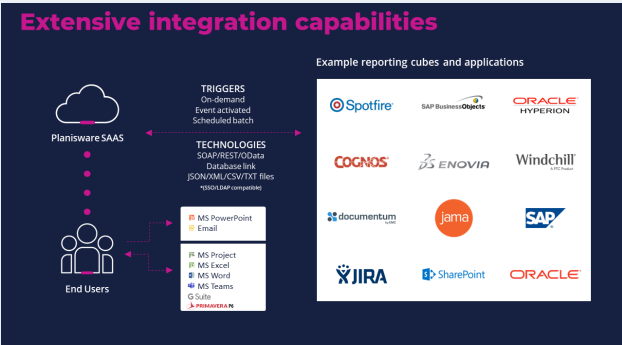 Extensive integration capabilities
Example reporting cubes and applications
TRIGGERS
On-demand
Event activated
Scheduled batch
Planisware SAAS
TECHNOLOGIES
SOAP/REST/OData
Database link
JSON/XML/CSV/TXT files
*(SSO/LDAP compatible*)
MS PowerPoint
Email
MS Project
MS Excel
MS Word
MS Teams
G Suite
PRIMAVERA P6
End Users
Spotfire
SAP BusinessObjects
ORACLE
HYPERION
COGNOS
ENOVIA
Windchill
A PTC Product
documentum
jama
SAP
JIRA
SharePoint
ORACLE